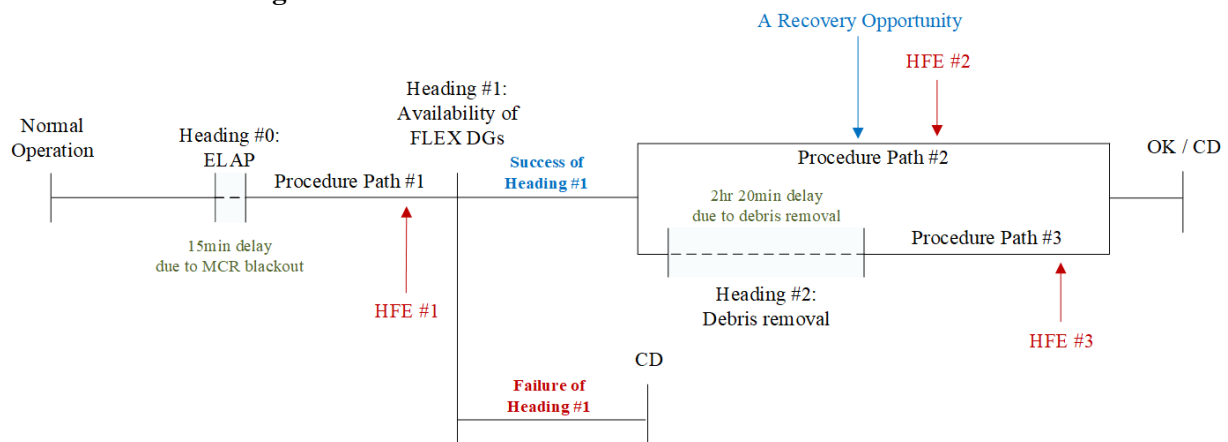 A Recovery Opportunity
HFE #2
Heading #1:
Availability of
FLEX DGs
Normal
Operation
Heading #0:
ELAP
OK / CD
Procedure Path #1
Success of
Heading #1
Procedure Path #2
2hr 20min delay
due to debris removal
Procedure Path #3
15min delay
due to MCR blackout
HFE #1
Heading #2:
Debris removal
HFE #3
CD
Failure of
Heading #1